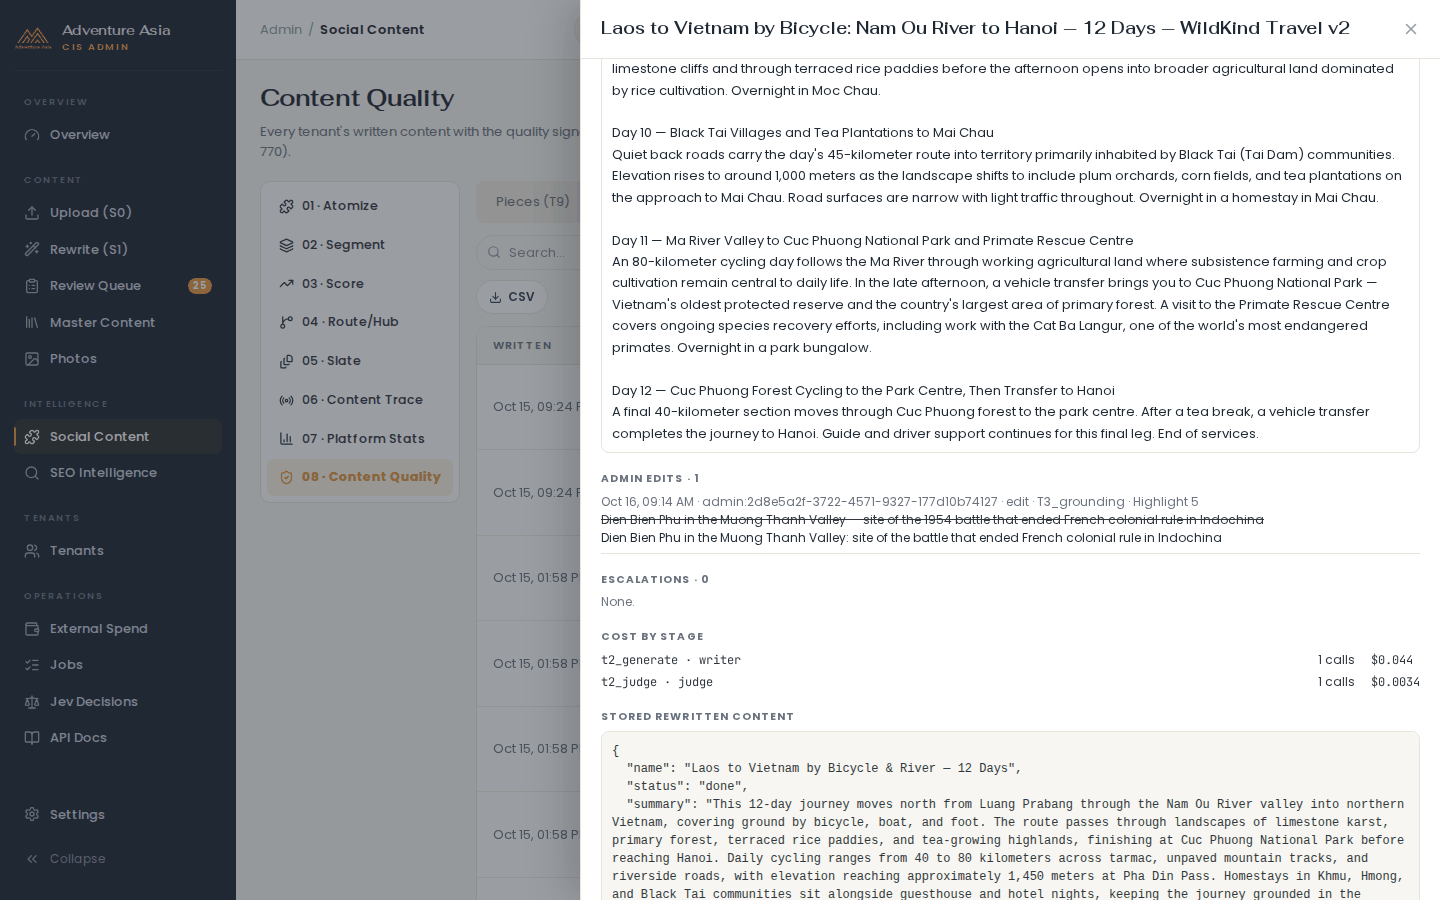 Adventure Asia
CIS ADMIN
OVERVIEW
Overview
CONTENT
Upload (S0)
Rewrite (S1)
Review Queue 25
Master Content
Photos
INTELLIGENCE
Social Content
SEO Intelligence
TENANTS
Tenants
OPERATIONS
External Spend
Jobs
Jev Decisions
API Docs
Settings
Collapse
Admin / Social Content
Content Quality
Every tenant's written content with the quality sign
770).
01 · Atomize
02 · Segment
03 · Score
04 · Route/Hub
05 · Slate
06 · Content Trace
07 · Platform Stats
08 · Content Quality
Pieces (T9)
Search...
CSV
WRITTEN
Oct 15, 09:24 P
Oct 15, 09:24 P
Oct 15, 01:58 P
Oct 15, 01:58 P
Oct 15, 01:58 P
Oct 15, 01:58 P
Laos to Vietnam by Bicycle: Nam Ou River to Hanoi — 12 Days — WildKind Travel v2
limestone cliffs and through terraced rice paddies before the afternoon opens into broader agricultural land dominated
by rice cultivation. Overnight in Moc Chau.
Day 10 — Black Tai Villages and Tea Plantations to Mai Chau
Quiet back roads carry the day's 45-kilometer route into territory primarily inhabited by Black Tai (Tai Dam) communities.
Elevation rises to around 1,000 meters as the landscape shifts to include plum orchards, corn fields, and tea plantations on
the approach to Mai Chau. Road surfaces are narrow with light traffic throughout. Overnight in a homestay in Mai Chau.
Day 11 — Ma River Valley to Cuc Phuong National Park and Primate Rescue Centre
An 80-kilometer cycling day follows the Ma River through working agricultural land where subsistence farming and crop
cultivation remain central to daily life. In the late afternoon, a vehicle transfer brings you to Cuc Phuong National Park —
Vietnam's oldest protected reserve and the country's largest area of primary forest. A visit to the Primate Rescue Centre
covers ongoing species recovery efforts, including work with the Cat Ba Langur, one of the world's most endangered
primates. Overnight in a park bungalow.
Day 12 — Cuc Phuong Forest Cycling to the Park Centre, Then Transfer to Hanoi
A final 40-kilometer section moves through Cuc Phuong forest to the park centre. After a tea break, a vehicle transfer
completes the journey to Hanoi. Guide and driver support continues for this final leg. End of services.
ADMIN EDITS · 1
Oct 16, 09:14 AM · admin:2d8e5a2f-3722-4571-9327-177d10b74127 · edit · T3_grounding · Highlight 5
Dien Bien Phu in the Muong Thanh Valley — site of the 1954 battle that ended French colonial rule in Indochina
Dien Bien Phu in the Muong Thanh Valley: site of the battle that ended French colonial rule in Indochina
ESCALATIONS · 0
None.
COST BY STAGE
t2_generate · writer 1 calls $0.044
t2_judge · judge 1 calls $0.0034
STORED REWRITTEN CONTENT
{
"name": "Laos to Vietnam by Bicycle & River — 12 Days",
"status": "done",
"summary": "This 12-day journey moves north from Luang Prabang through the Nam Ou River valley into northern
Vietnam, covering ground by bicycle, boat, and foot. The route passes through landscapes of limestone karst,
primary forest, terraced rice paddies, and tea-growing highlands, finishing at Cuc Phuong National Park before
reaching Hanoi. Daily cycling ranges from 40 to 80 kilometers across tarmac, unpaved mountain tracks, and
riverside roads, with elevation reaching approximately 1,450 meters at Pha Din Pass. Homestays in Khmu, Hmong,
and Black Tai communities sit alongside guesthouse and hotel nights, keeping the journey grounded in the